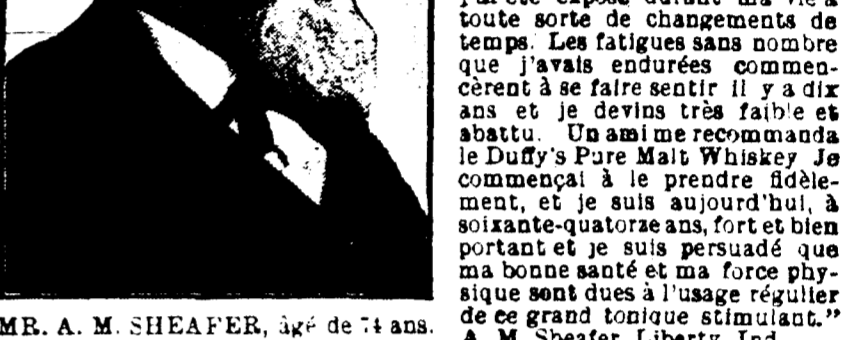 toute sorte de changements de
temps. Les fatigues sans nombre
que j'avais endurées commen-
cèrent à se faire sentir il y a dix
ans et je devins très faible et
abattu. Un ami me recommanda
le Duffy's Pure Malt Whiskey Je
commençai à le prendre fidèle-
ment, et je suis aujourd'hui, à
soixante-quatorze ans, fort et bien
portant et je suis persuadé que
ma bonne santé et ma force phy-
sique sont dues à l'usage régulier
de ce grand tonique stimulant."
A. M. Sheafer, Liberty, Ind.
MR. A. M. SHEAFER, âgé de 74 ans.